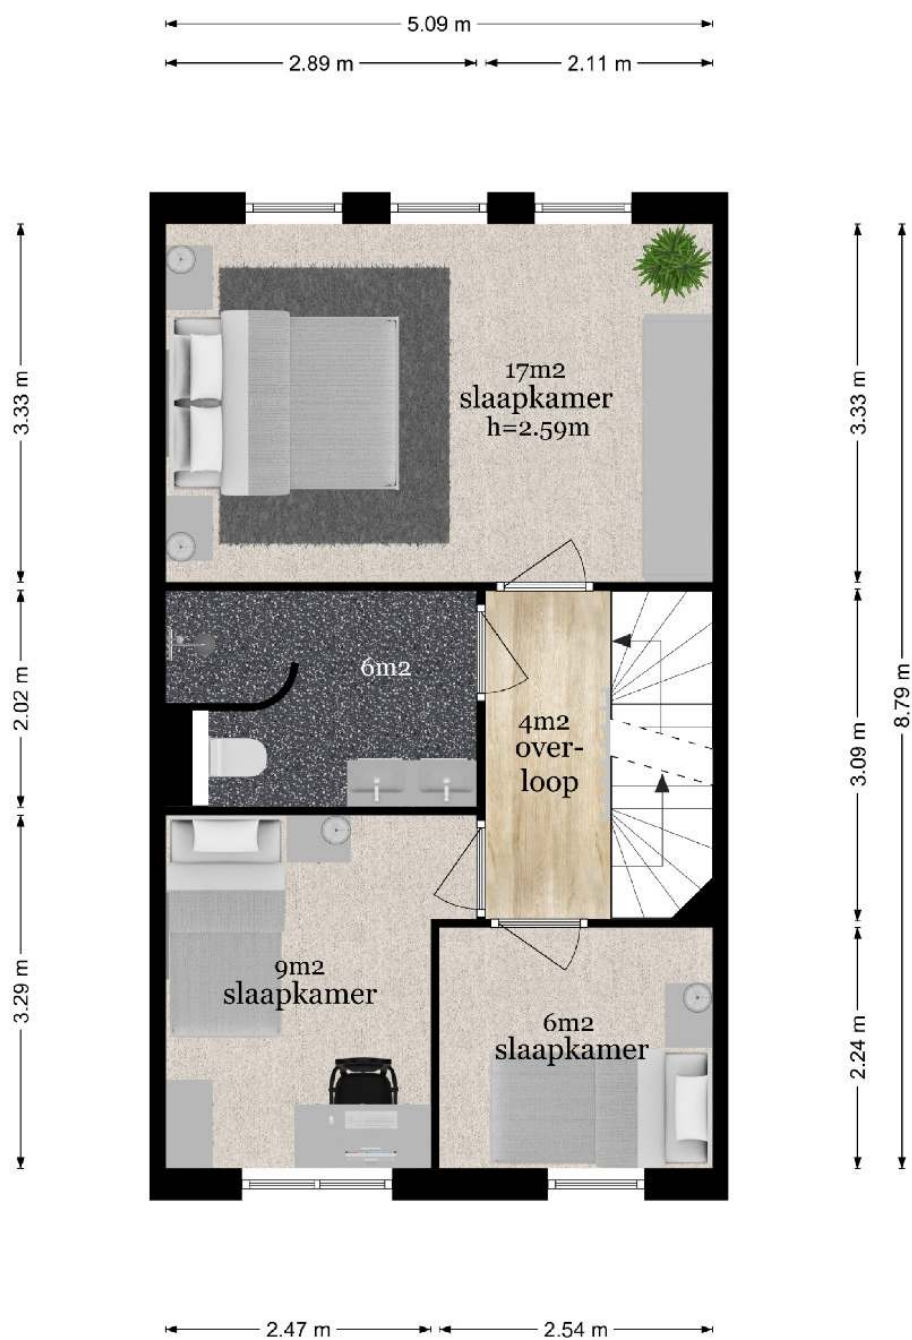 5.09 m
2.89 m
2.11 m
3.33 m
17m2
slaapkamer
h=2.59m
3.33 m
2.02 m
6m2
4m2
over-
loop
3.09 m
8.79 m
3.29 m
9m2
slaapkamer
6m2
slaapkamer
2.24 m
2.47 m
2.54 m